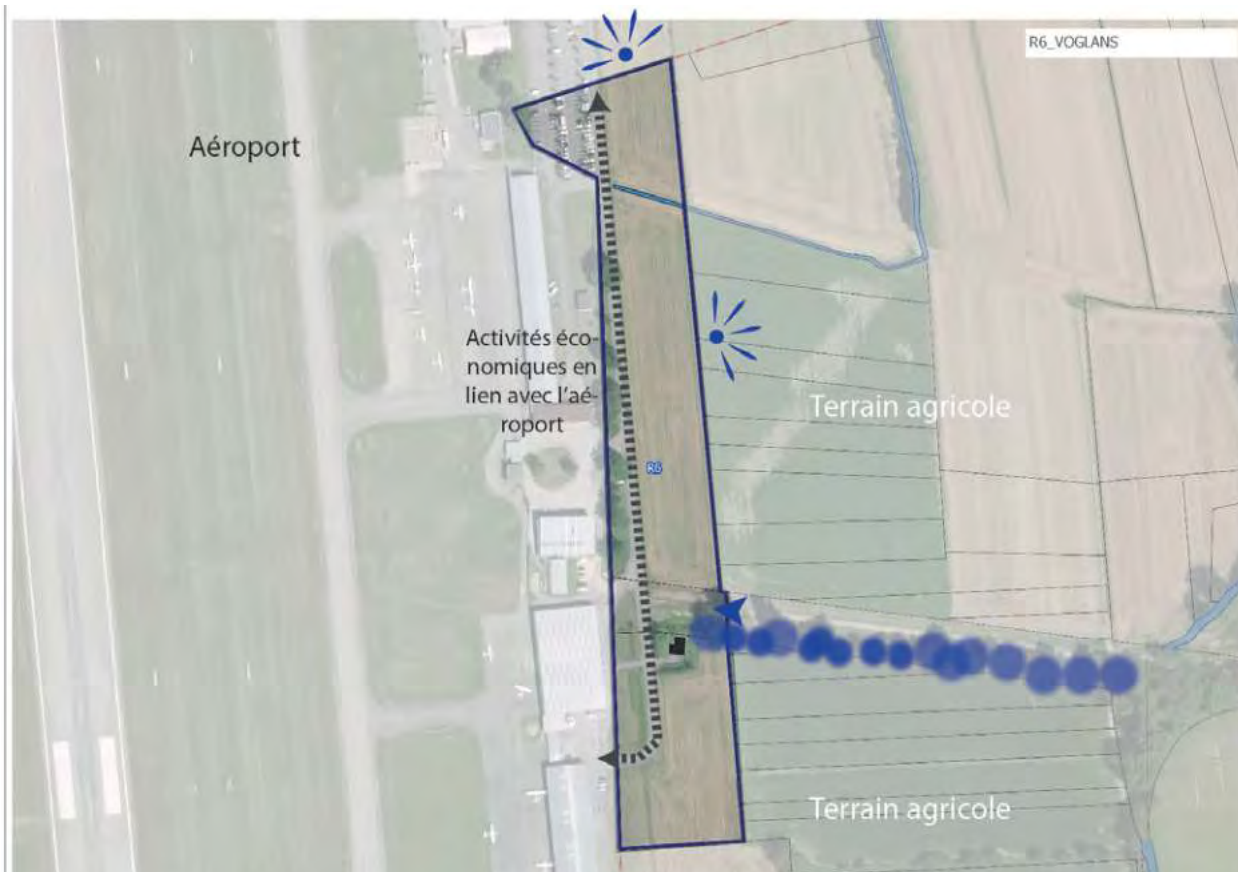 R6_VOGLANS
Aéroport
Activités éco-
nomiques en
lien avec l'aé-
roport
Terrain agricole
R6
Terrain agricole